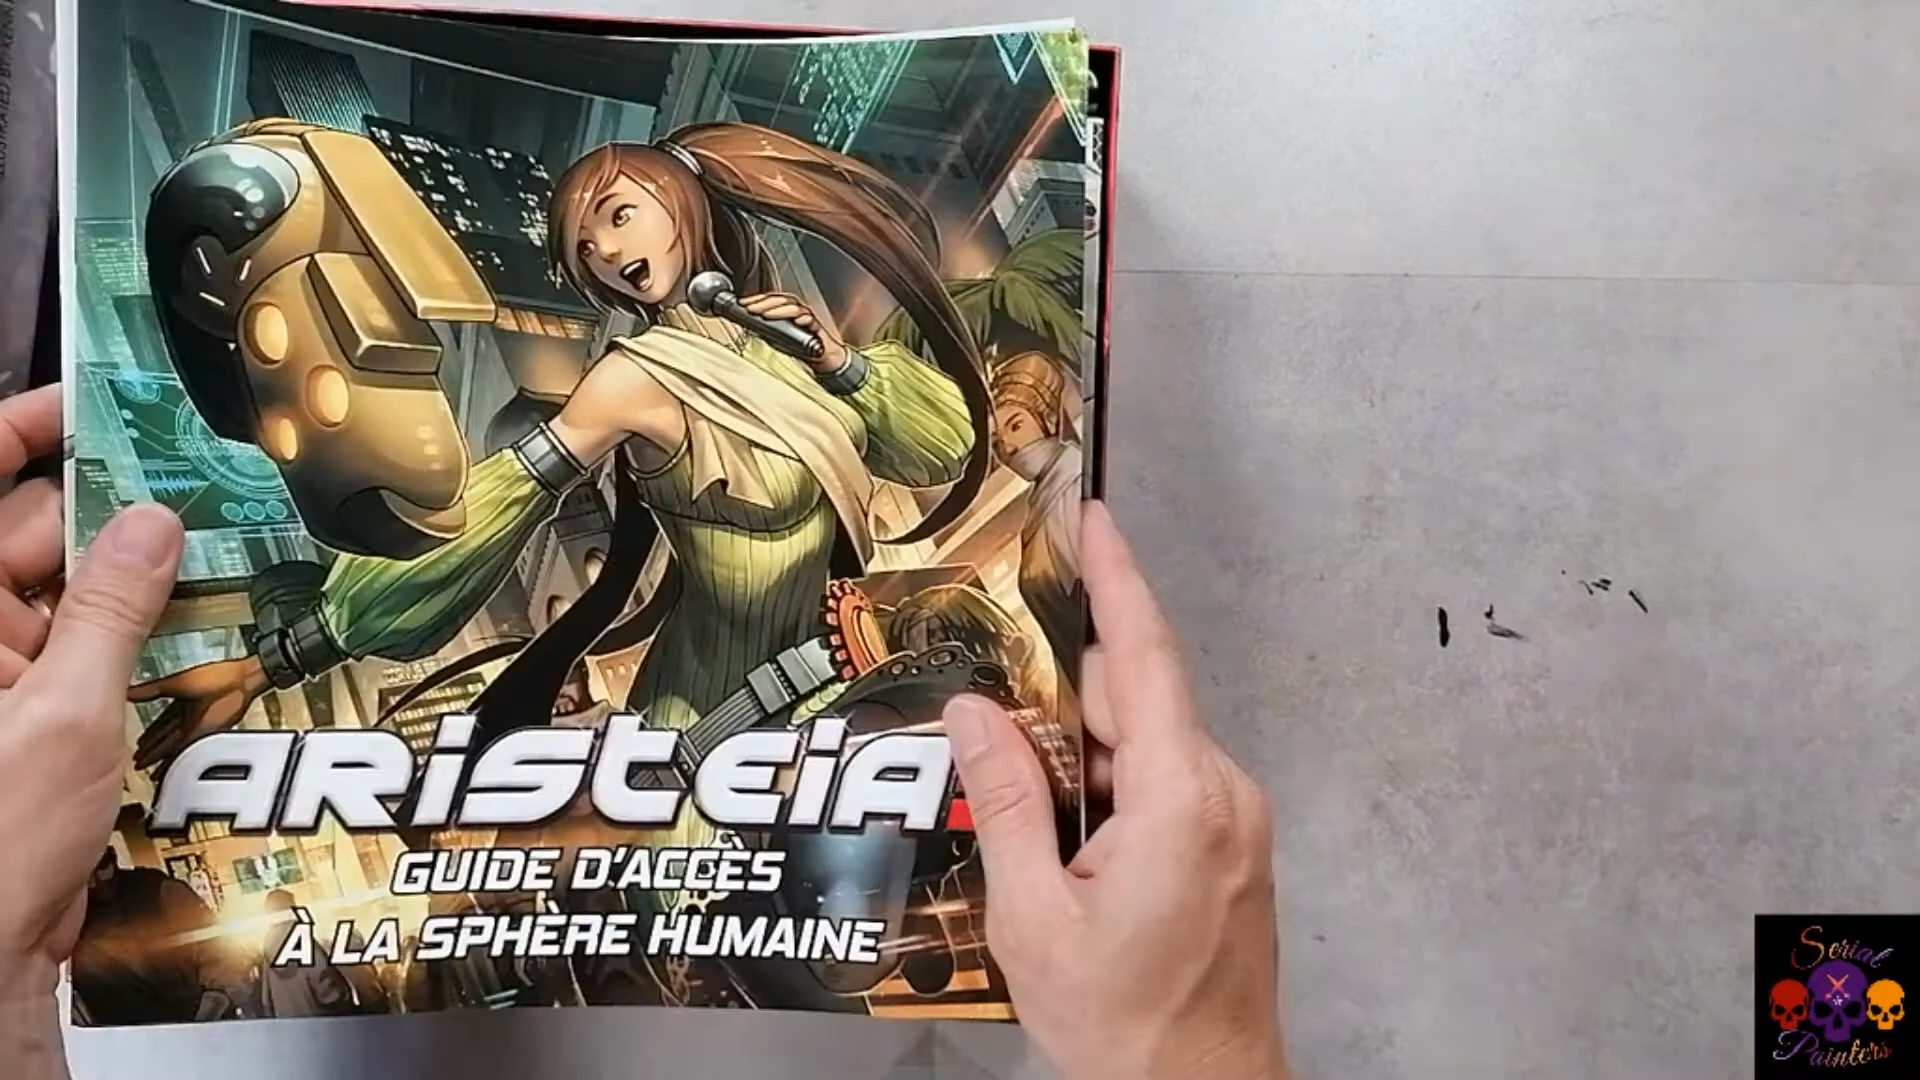 ARISTEIA
GUIDE D'ACCÈS
À LA SPHÈRE HUMAINE
Serial
Painters